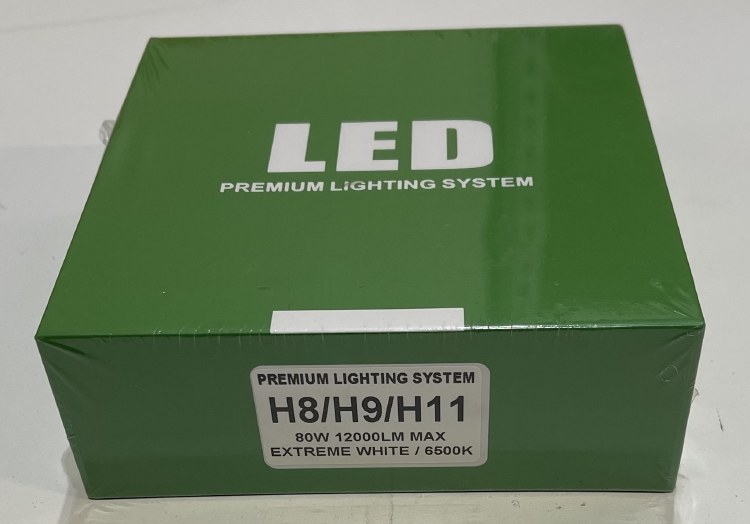 LED
PREMIUM LIGHTING SYSTEM
PREMIUM LIGHTING SYSTEM
H8/H9/H11
80W 12000LM MAX
EXTREME WHITE / 6500K